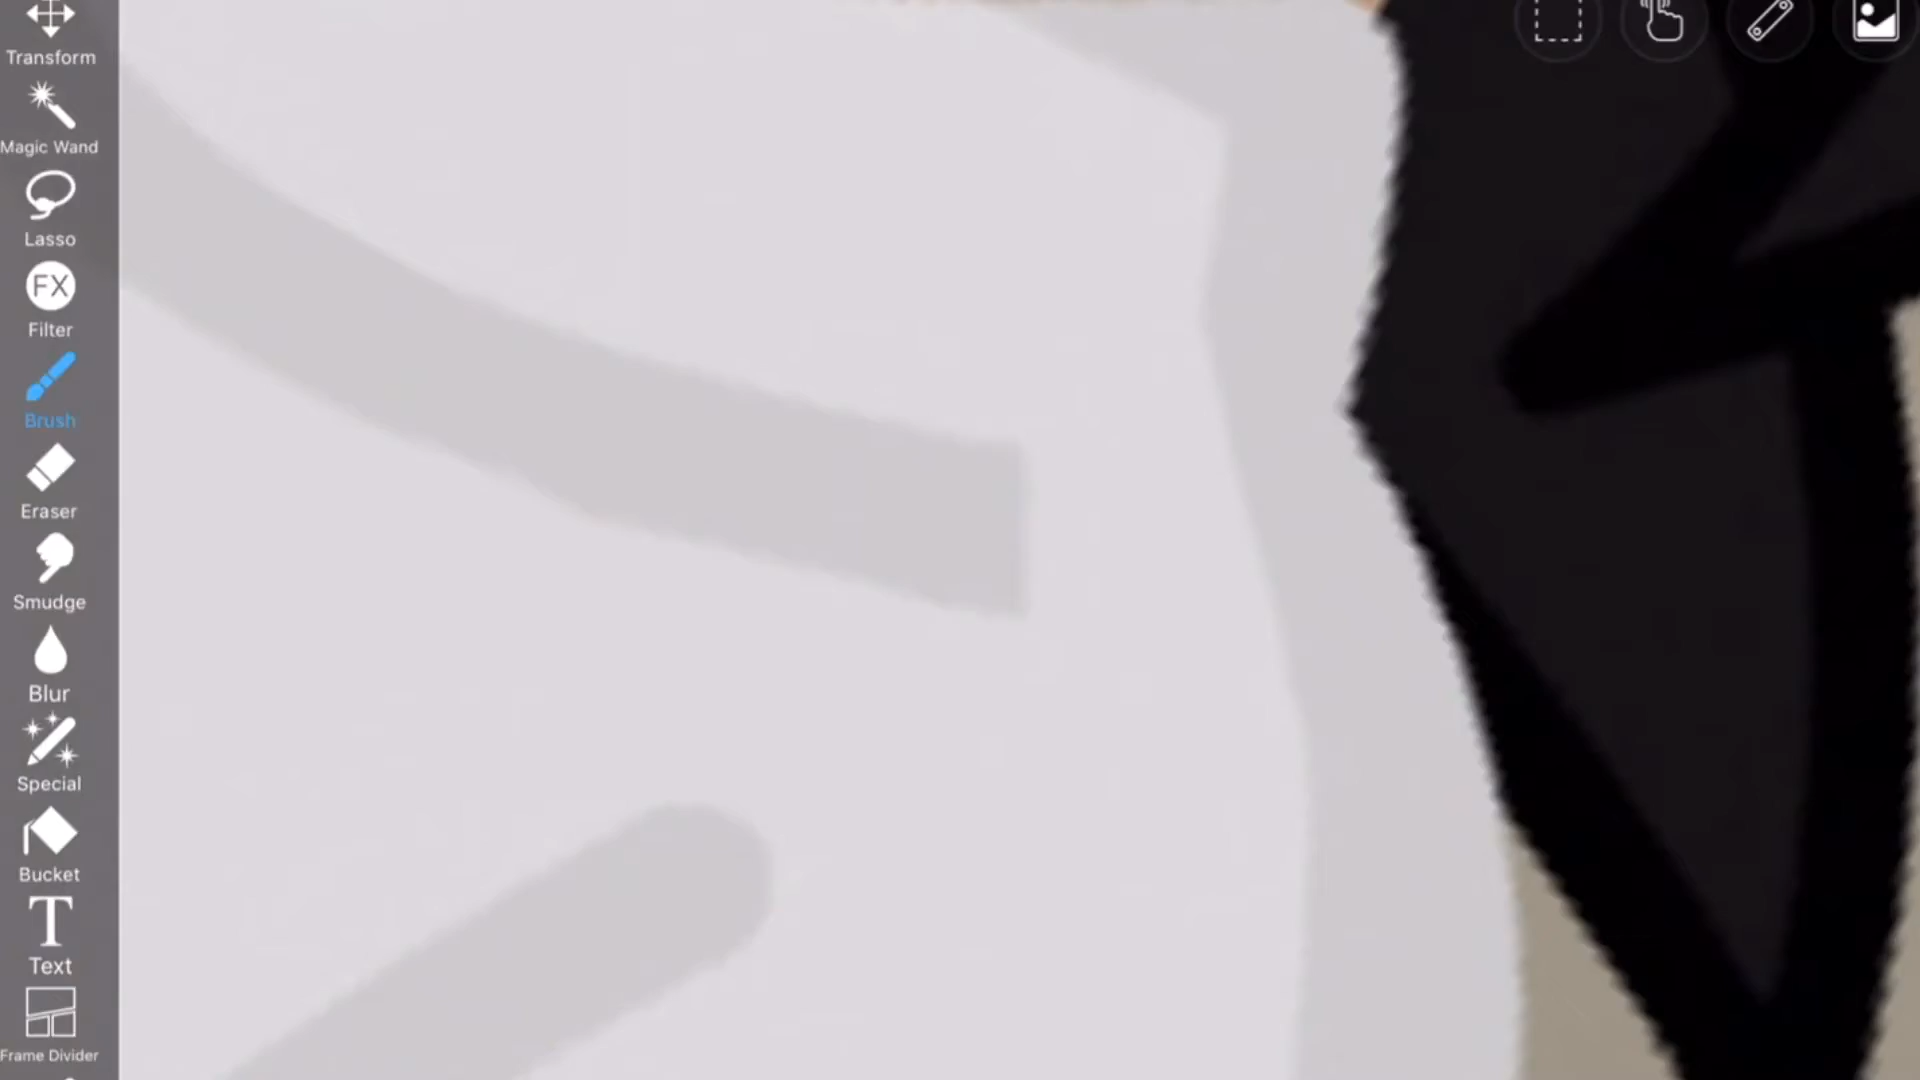 Transform
Magic Wand
Lasso
FX
Filter
Brush
Eraser
Smudge
Blur
Special
Bucket
T
Text
Frame Divider